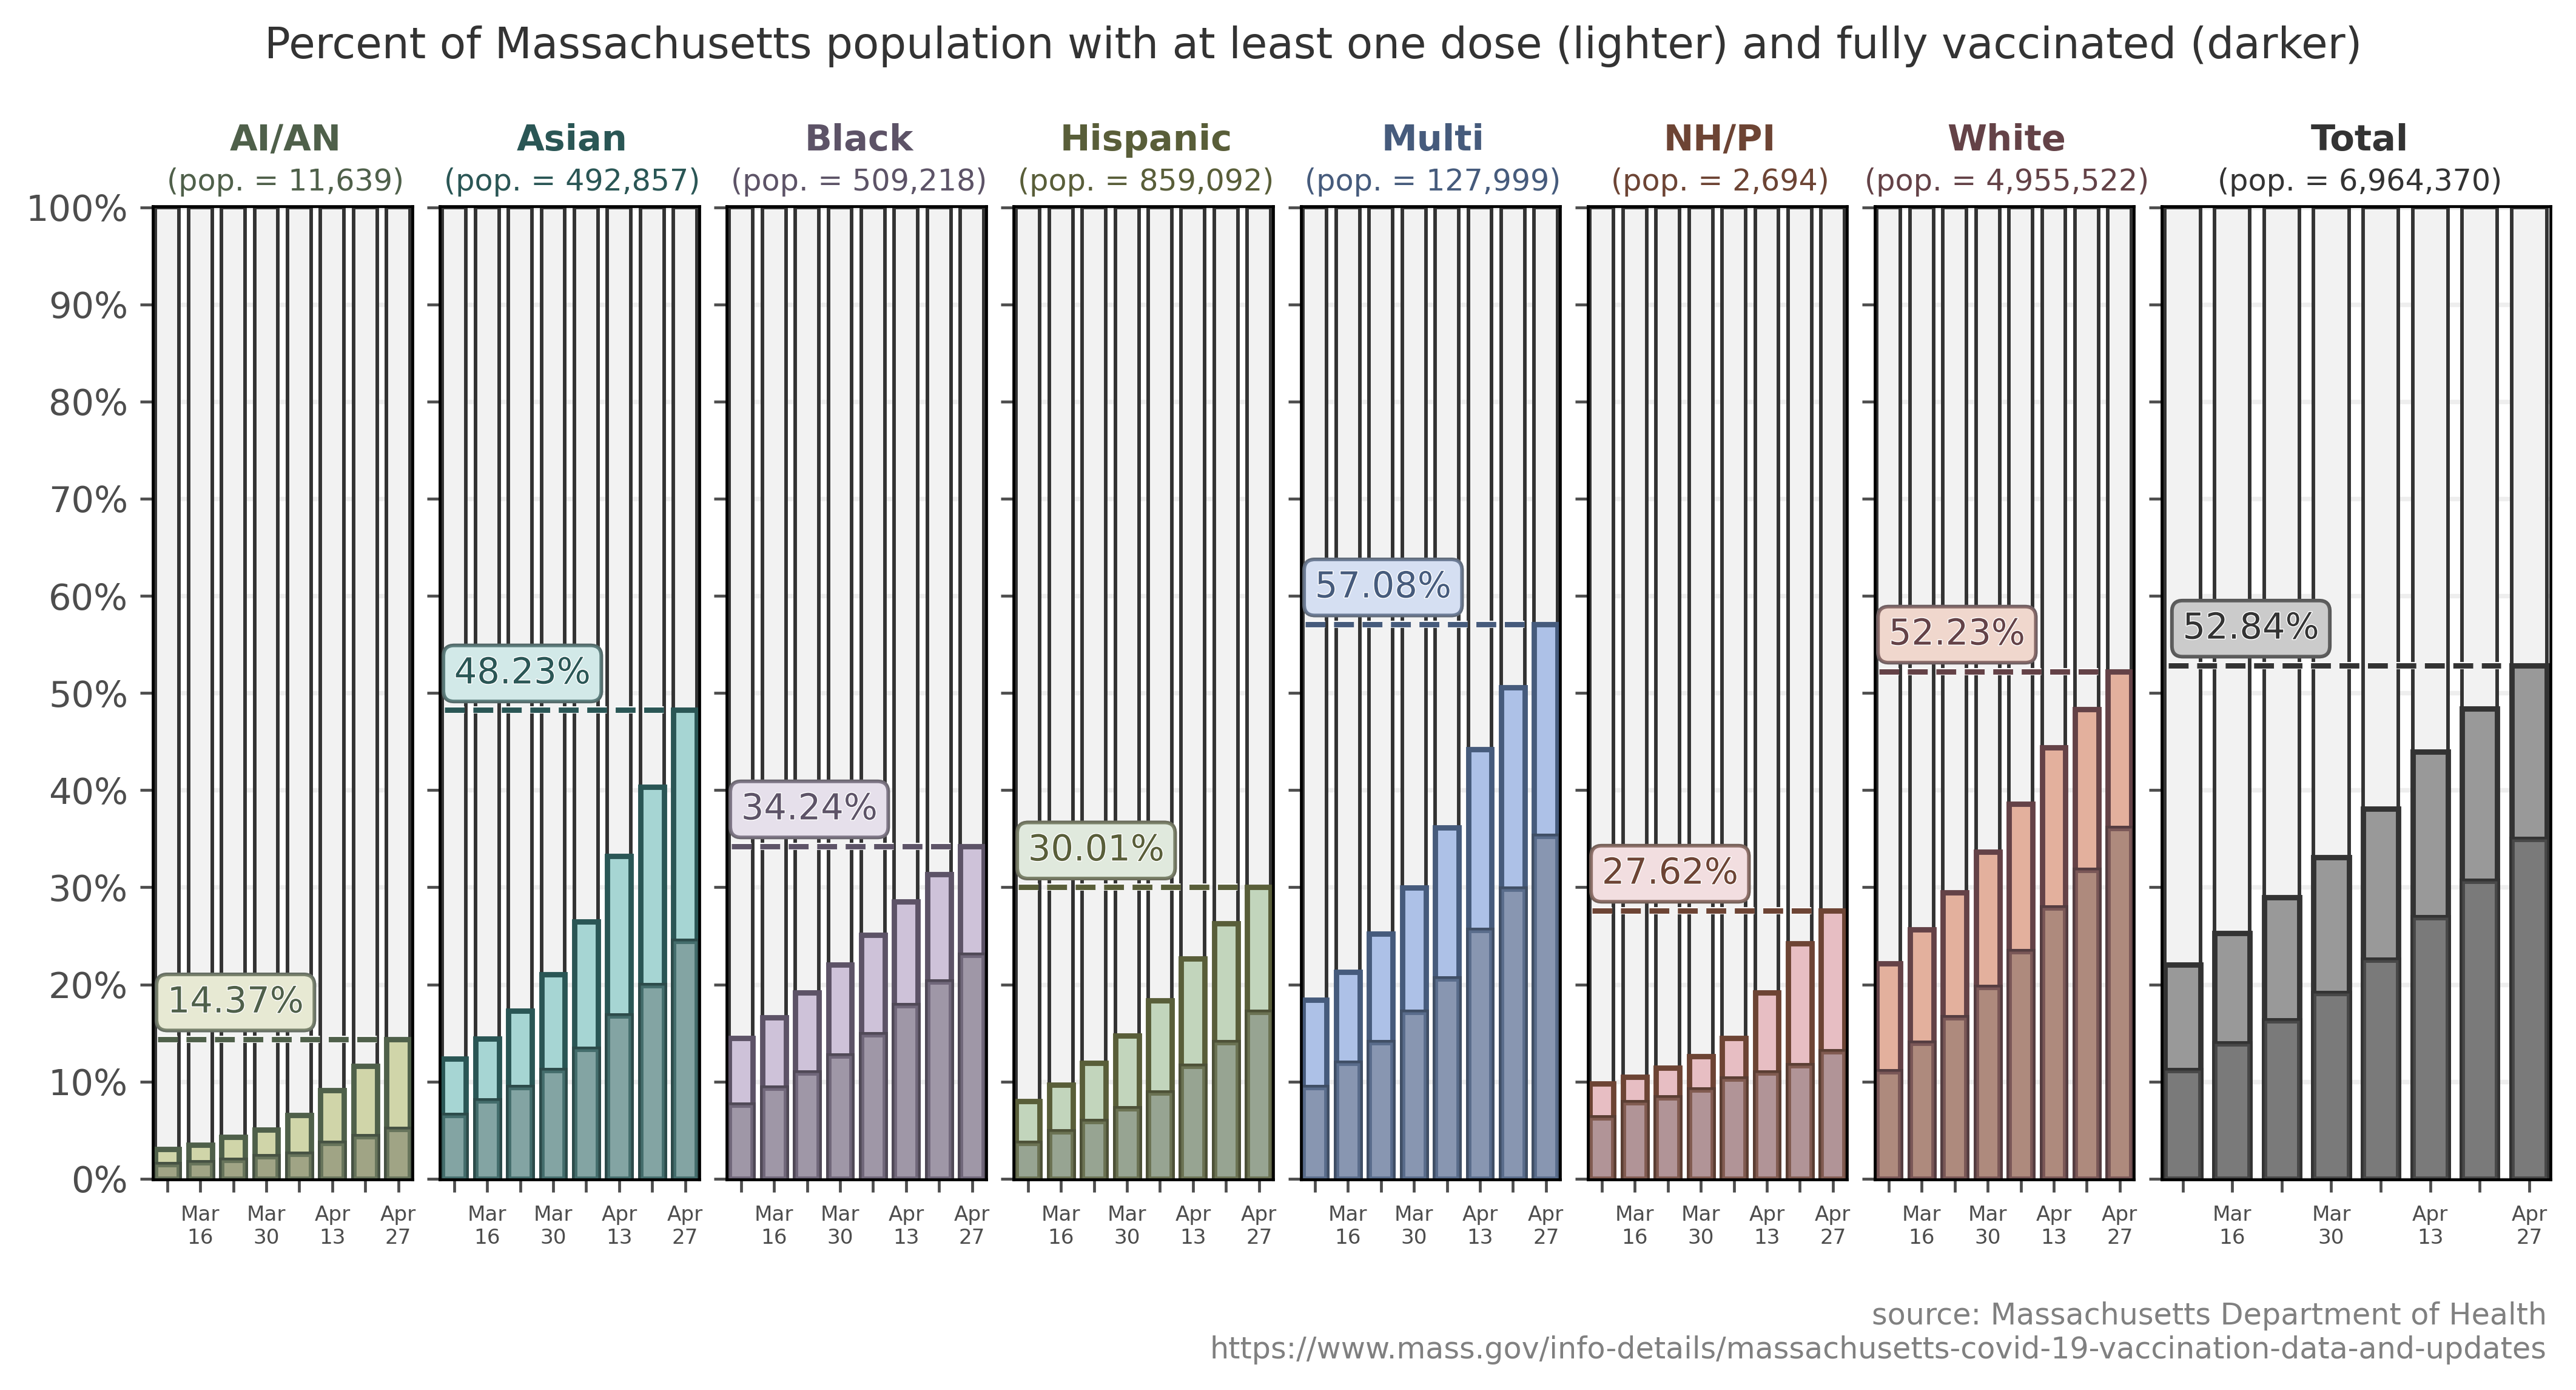 Percent of Massachusetts population with at least one dose (lighter) and fully vaccinated (darker)
AI/AN
(pop. = 11,639)
Asian
(pop. = 492,857)
Black
(pop. = 509,218)
Hispanic
(pop. = 859,092)
Multi
(pop. = 127,999)
NH/PI
(pop. = 2,694)
White
(pop. = 4,955,522)
Total
(pop. = 6,964,370)
100%
90%
80%
70%
60%
50%
40%
30%
20%
10%
0%
14.37%
48.23%
34.24%
30.01%
57.08%
27.62%
52.23%
52.84%
Mar
16
Mar
30
Apr
13
Apr
27
Mar
16
Mar
30
Apr
13
Apr
27
Mar
16
Mar
30
Apr
13
Apr
27
Mar
16
Mar
30
Apr
13
Apr
27
Mar
16
Mar
30
Apr
13
Apr
27
Mar
16
Mar
30
Apr
13
Apr
27
Mar
16
Mar
30
Apr
13
Apr
27
Mar
16
Mar
30
Apr
13
Apr
27
source: Massachusetts Department of Health
https://www.mass.gov/info-details/massachusetts-covid-19-vaccination-data-and-updates